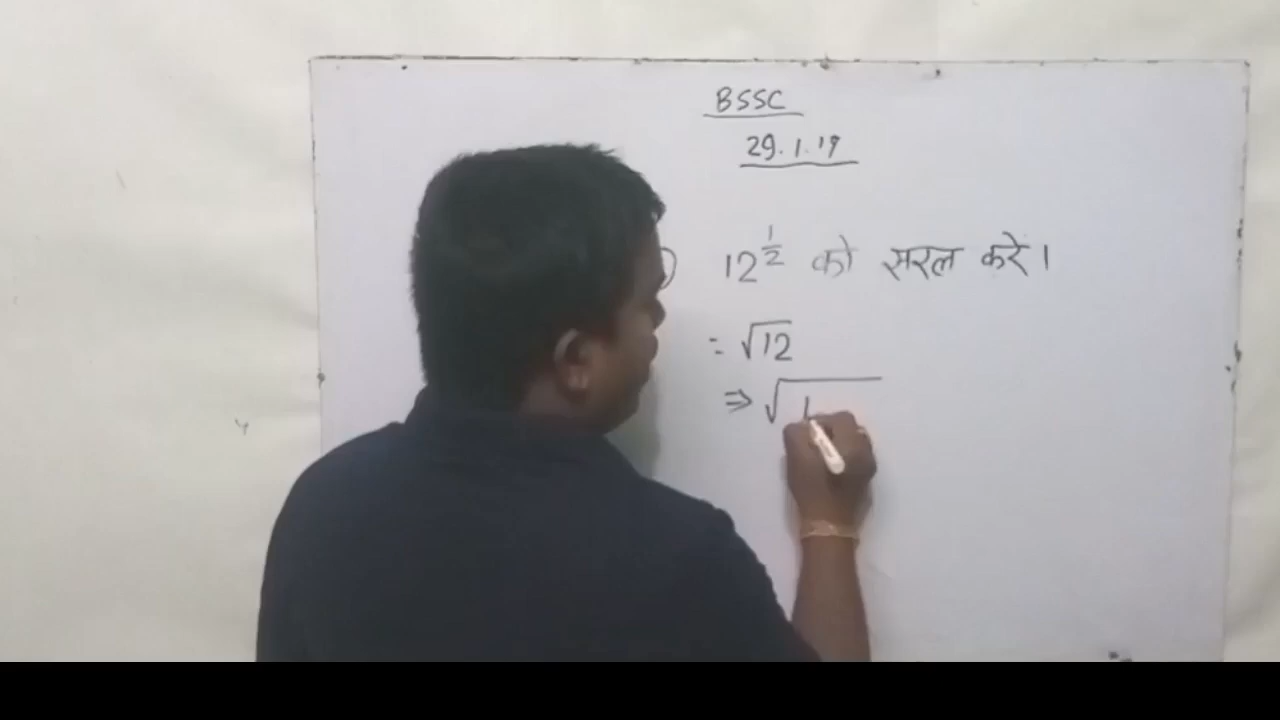 BSSC
29.1.19
) 12^{1/2} को सरल करे।
= √12
⇒ √